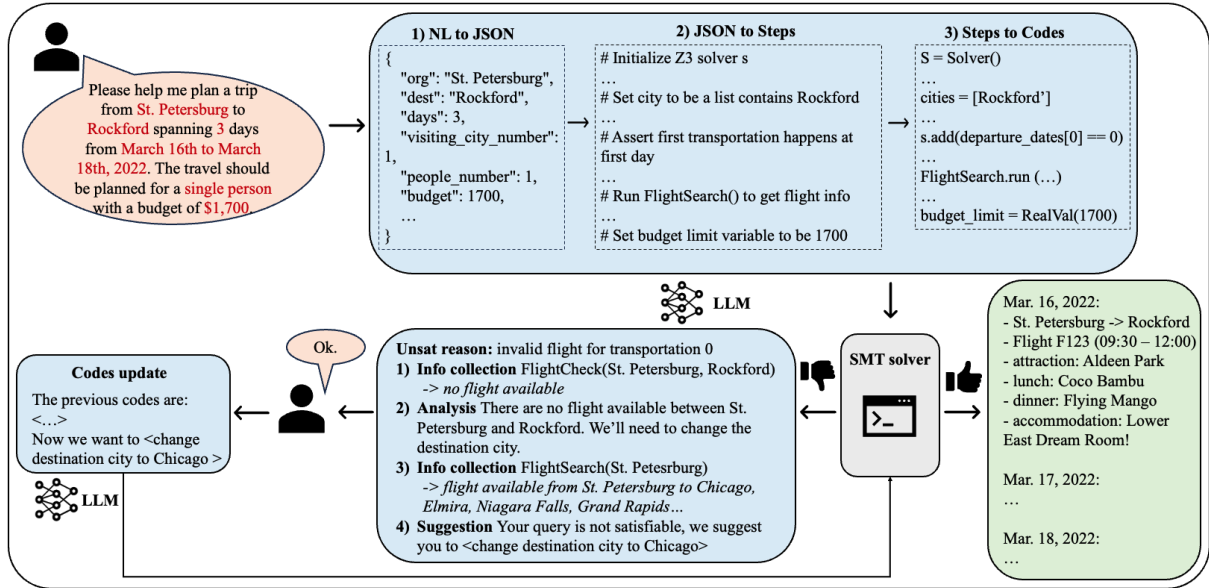 Please help me plan a trip
from St. Petersburg to
Rockford spanning 3 days
from March 16th to March
18th, 2022. The travel should
be planned for a single person
with a budget of $1,700.
1) NL to JSON
{
"org": "St. Petersburg",
"dest": "Rockford",
"days": 3,
"visiting_city_number":
1,
"people_number": 1,
"budget": 1700,
…
}
2) JSON to Steps
# Initialize Z3 solver s
…
# Set city to be a list contains Rockford
…
# Assert first transportation happens at
first day
…
# Run FlightSearch() to get flight info
…
# Set budget limit variable to be 1700
3) Steps to Codes
S = Solver()
…
cities = [Rockford’]
…
s.add(departure_dates[0] == 0)
…
FlightSearch.run (…)
…
budget_limit = RealVal(1700)
LLM
SMT solver
Mar. 16, 2022:
- St. Petersburg -> Rockford
- Flight F123 (09:30 – 12:00)
- attraction: Aldeen Park
- lunch: Coco Bambu
- dinner: Flying Mango
- accommodation: Lower
East Dream Room!
Mar. 17, 2022:
…
Mar. 18, 2022:
…
Unsat reason: invalid flight for transportation 0
1) Info collection FlightCheck(St. Petersburg, Rockford)
-> no flight available
2) Analysis There are no flight available between St.
Petersburg and Rockford. We’ll need to change the
destination city.
3) Info collection FlightSearch(St. Petesrburg)
-> flight available from St. Petersburg to Chicago,
Elmira, Niagara Falls, Grand Rapids…
4) Suggestion Your query is not satisfiable, we suggest
you to <change destination city to Chicago>
Ok.
Codes update
The previous codes are:
<…>
Now we want to <change
destination city to Chicago >
LLM